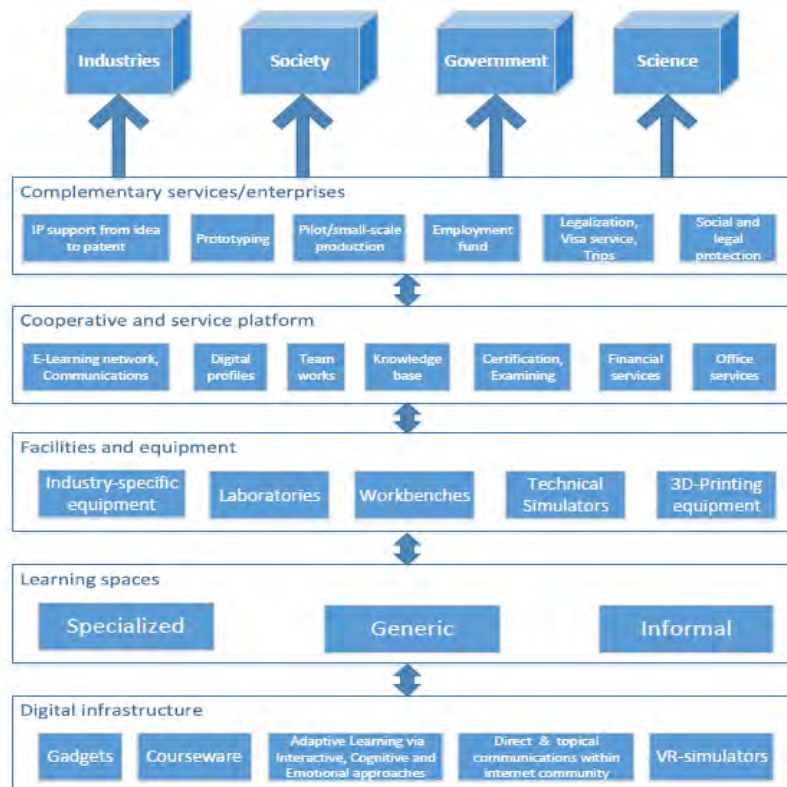 Industries
Society
Government
Science
Complementary services/enterprises
IP support from idea
to patent
Prototyping
Pilot/small-scale
production
Employment
fund
Legalization,
Visa service,
Trips
Social and
legal
protection
Cooperative and service platform
E-Learning network,
Communications
Digital
profiles
Team
works
Knowledge
base
Certification,
Examining
Financial
services
Office
services
Facilities and equipment
Industry-specific
equipment
Laboratories
Workbenches
Technical
Simulators
3D-Printing
equipment
Learning spaces
Specialized
Generic
Informal
Digital infrastructure
Gadgets
Courseware
Adaptive Learning via
Interactive, Cognitive and
Emotional approaches
Direct & topical
communications within
internet community
VR-simulators